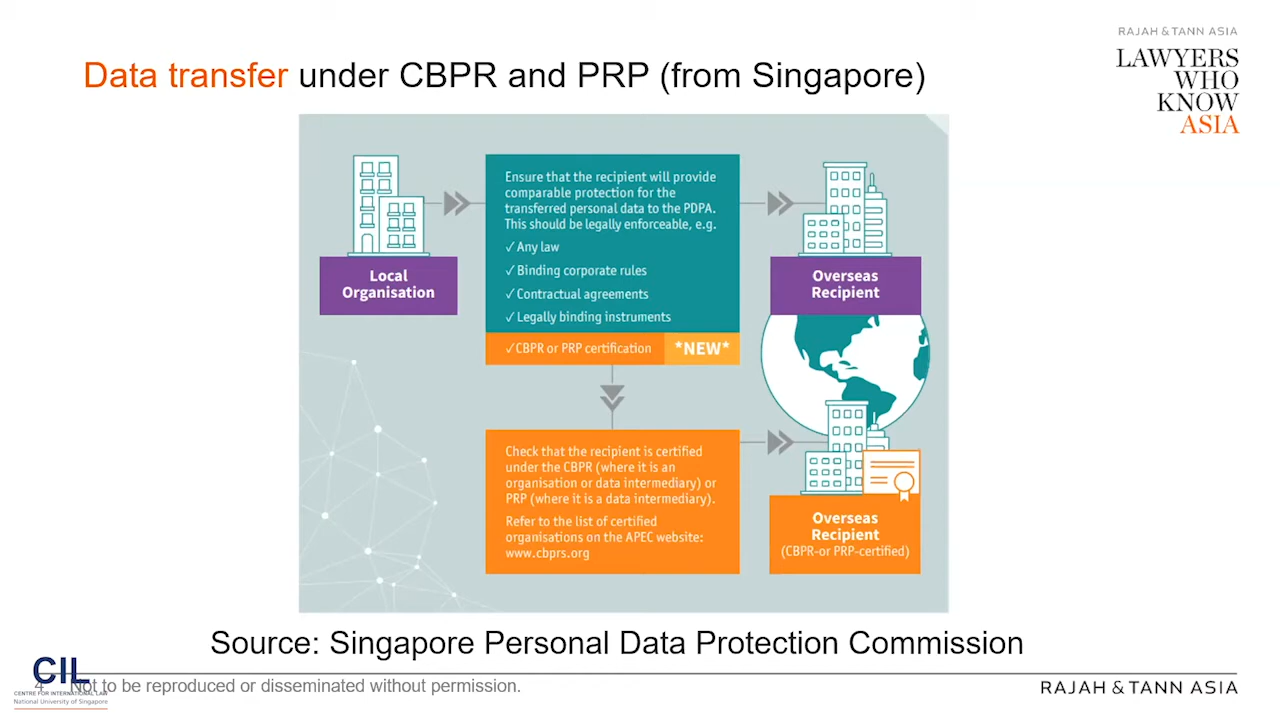 RAJAH & TANN ASIA
LAWYERS
WHO
KNOW
ASIA
Data transfer under CBPR and PRP (from Singapore)
Ensure that the recipient will provide
comparable protection for the
transferred personal data to the PDPA.
This should be legally enforceable, e.g.
✓Any law
✓Binding corporate rules
✓Contractual agreements
✓Legally binding instruments
✓CBPR or PRP certification
*NEW*
Local
Organisation
Overseas
Recipient
Check that the recipient is certified
under the CBPR (where it is an
organisation or data intermediary) or
PRP (where it is a data intermediary).
Refer to the list of certified
organisations on the APEC website:
www.cbprs.org
Overseas
Recipient
(CBPR-or PRP-certified)
Source: Singapore Personal Data Protection Commission
CIL
CENTRE FOR INTERNATIONAL LAW
National University of Singapore
4 Not to be reproduced or disseminated without permission.
RAJAH & TANN ASIA